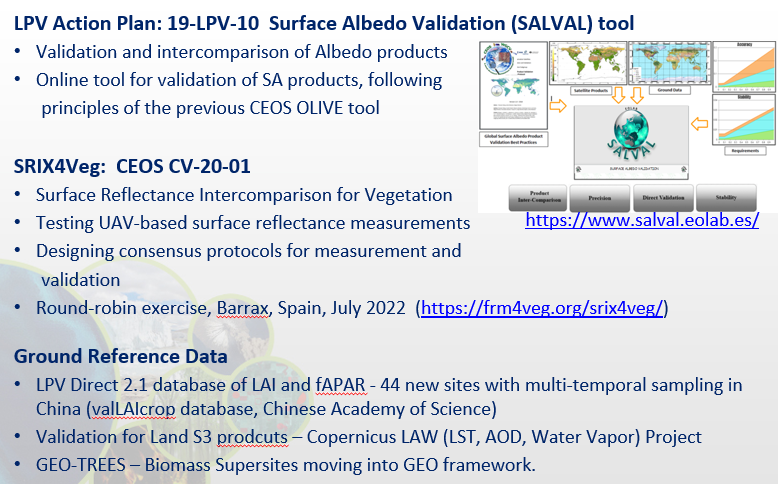 LPV Action Plan: 19-LPV-10  Surface Albedo Validation (SALVAL) tool
• Validation and intercomparison of Albedo products
• Online tool for validation of SA products, following
principles of the previous CEOS OLIVE tool
Satellite Products
Ground Data
Accuracy
Global Surface Albedo Product
Validation Best Practices
SALVAL
SURFACE ALBEDO VALIDATION
Stability
Requirements
Product
Inter-Comparison
Precision
Direct Validation
Stability
https://www.salval.eolab.es/
SRIX4Veg:  CEOS CV-20-01
• Surface Reflectance Intercomparison for Vegetation
• Testing UAV-based surface reflectance measurements
• Designing consensus protocols for measurement and
validation
• Round-robin exercise, Barrax, Spain, July 2022  (https://frm4veg.org/srix4veg/)
Ground Reference Data
• LPV Direct 2.1 database of LAI and fAPAR - 44 new sites with multi-temporal sampling in
China (valLAIcrop database, Chinese Academy of Science)
• Validation for Land S3 prodcuts – Copernicus LAW (LST, AOD, Water Vapor) Project
• GEO-TREES – Biomass Supersites moving into GEO framework.